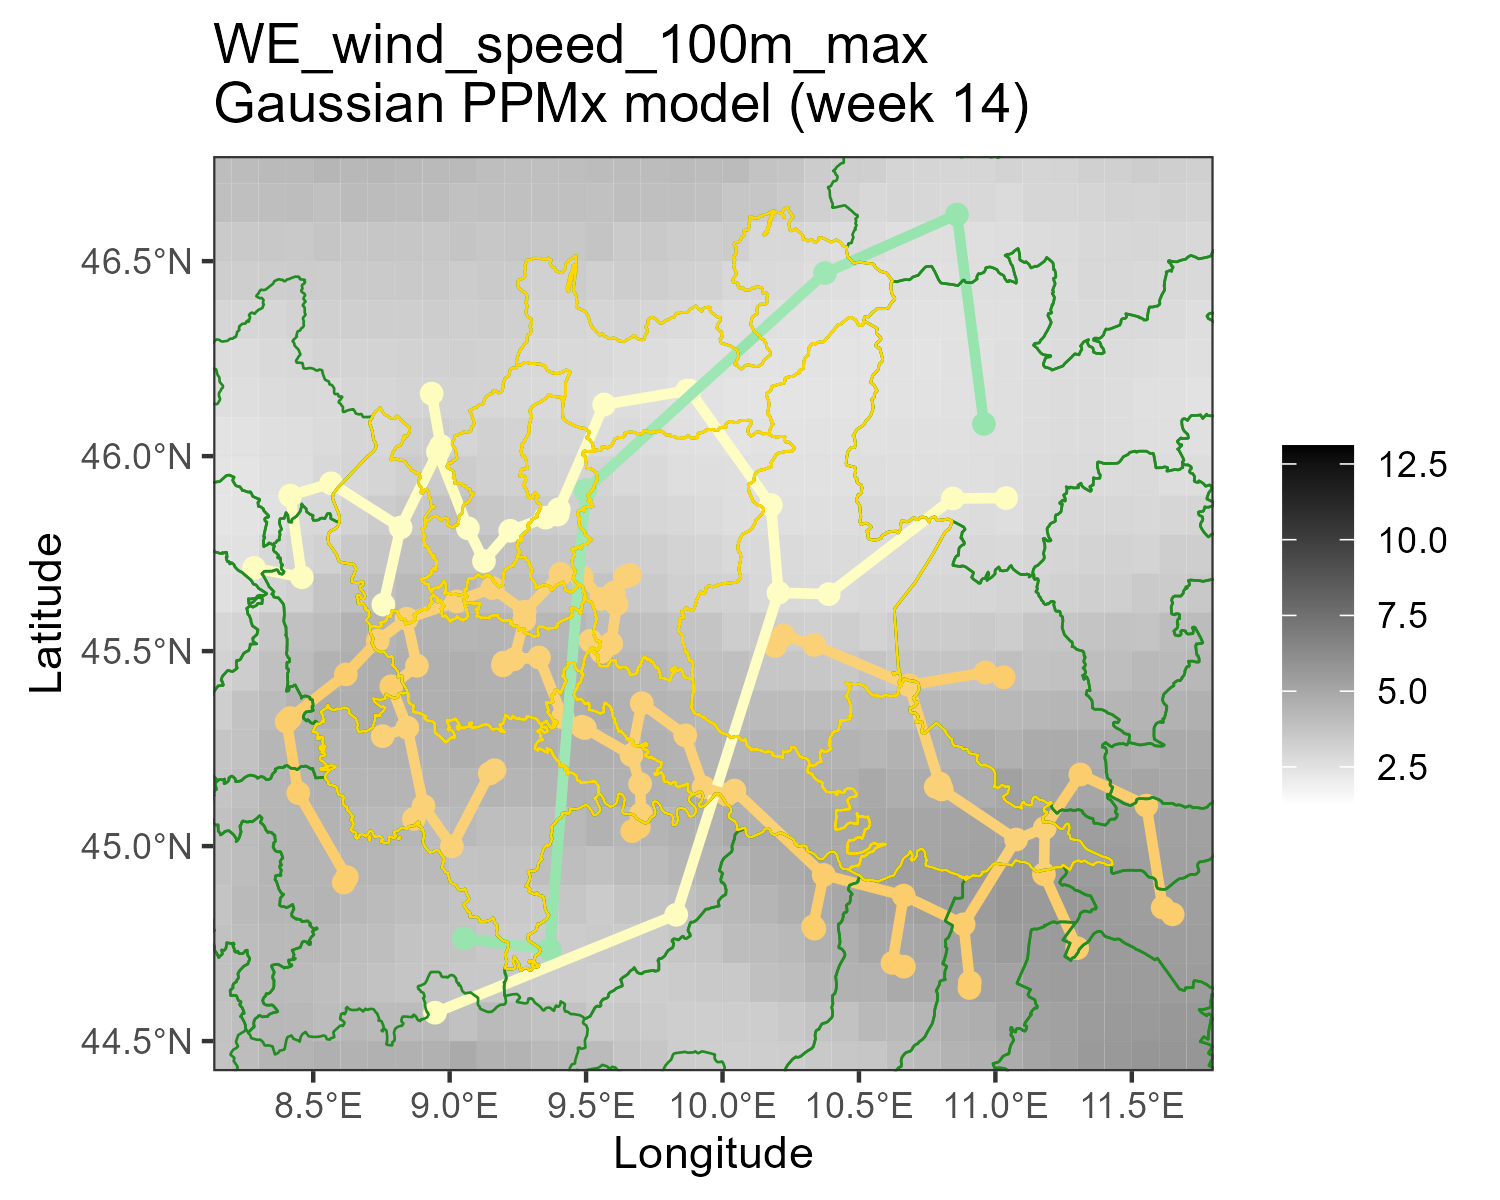 WE_wind_speed_100m_max
Gaussian PPMx model (week 14)
46.5°N
46.0°N
45.5°N
45.0°N
44.5°N
Latitude
8.5°E 9.0°E 9.5°E 10.0°E 10.5°E 11.0°E 11.5°E
Longitude
12.5
10.0
7.5
5.0
2.5